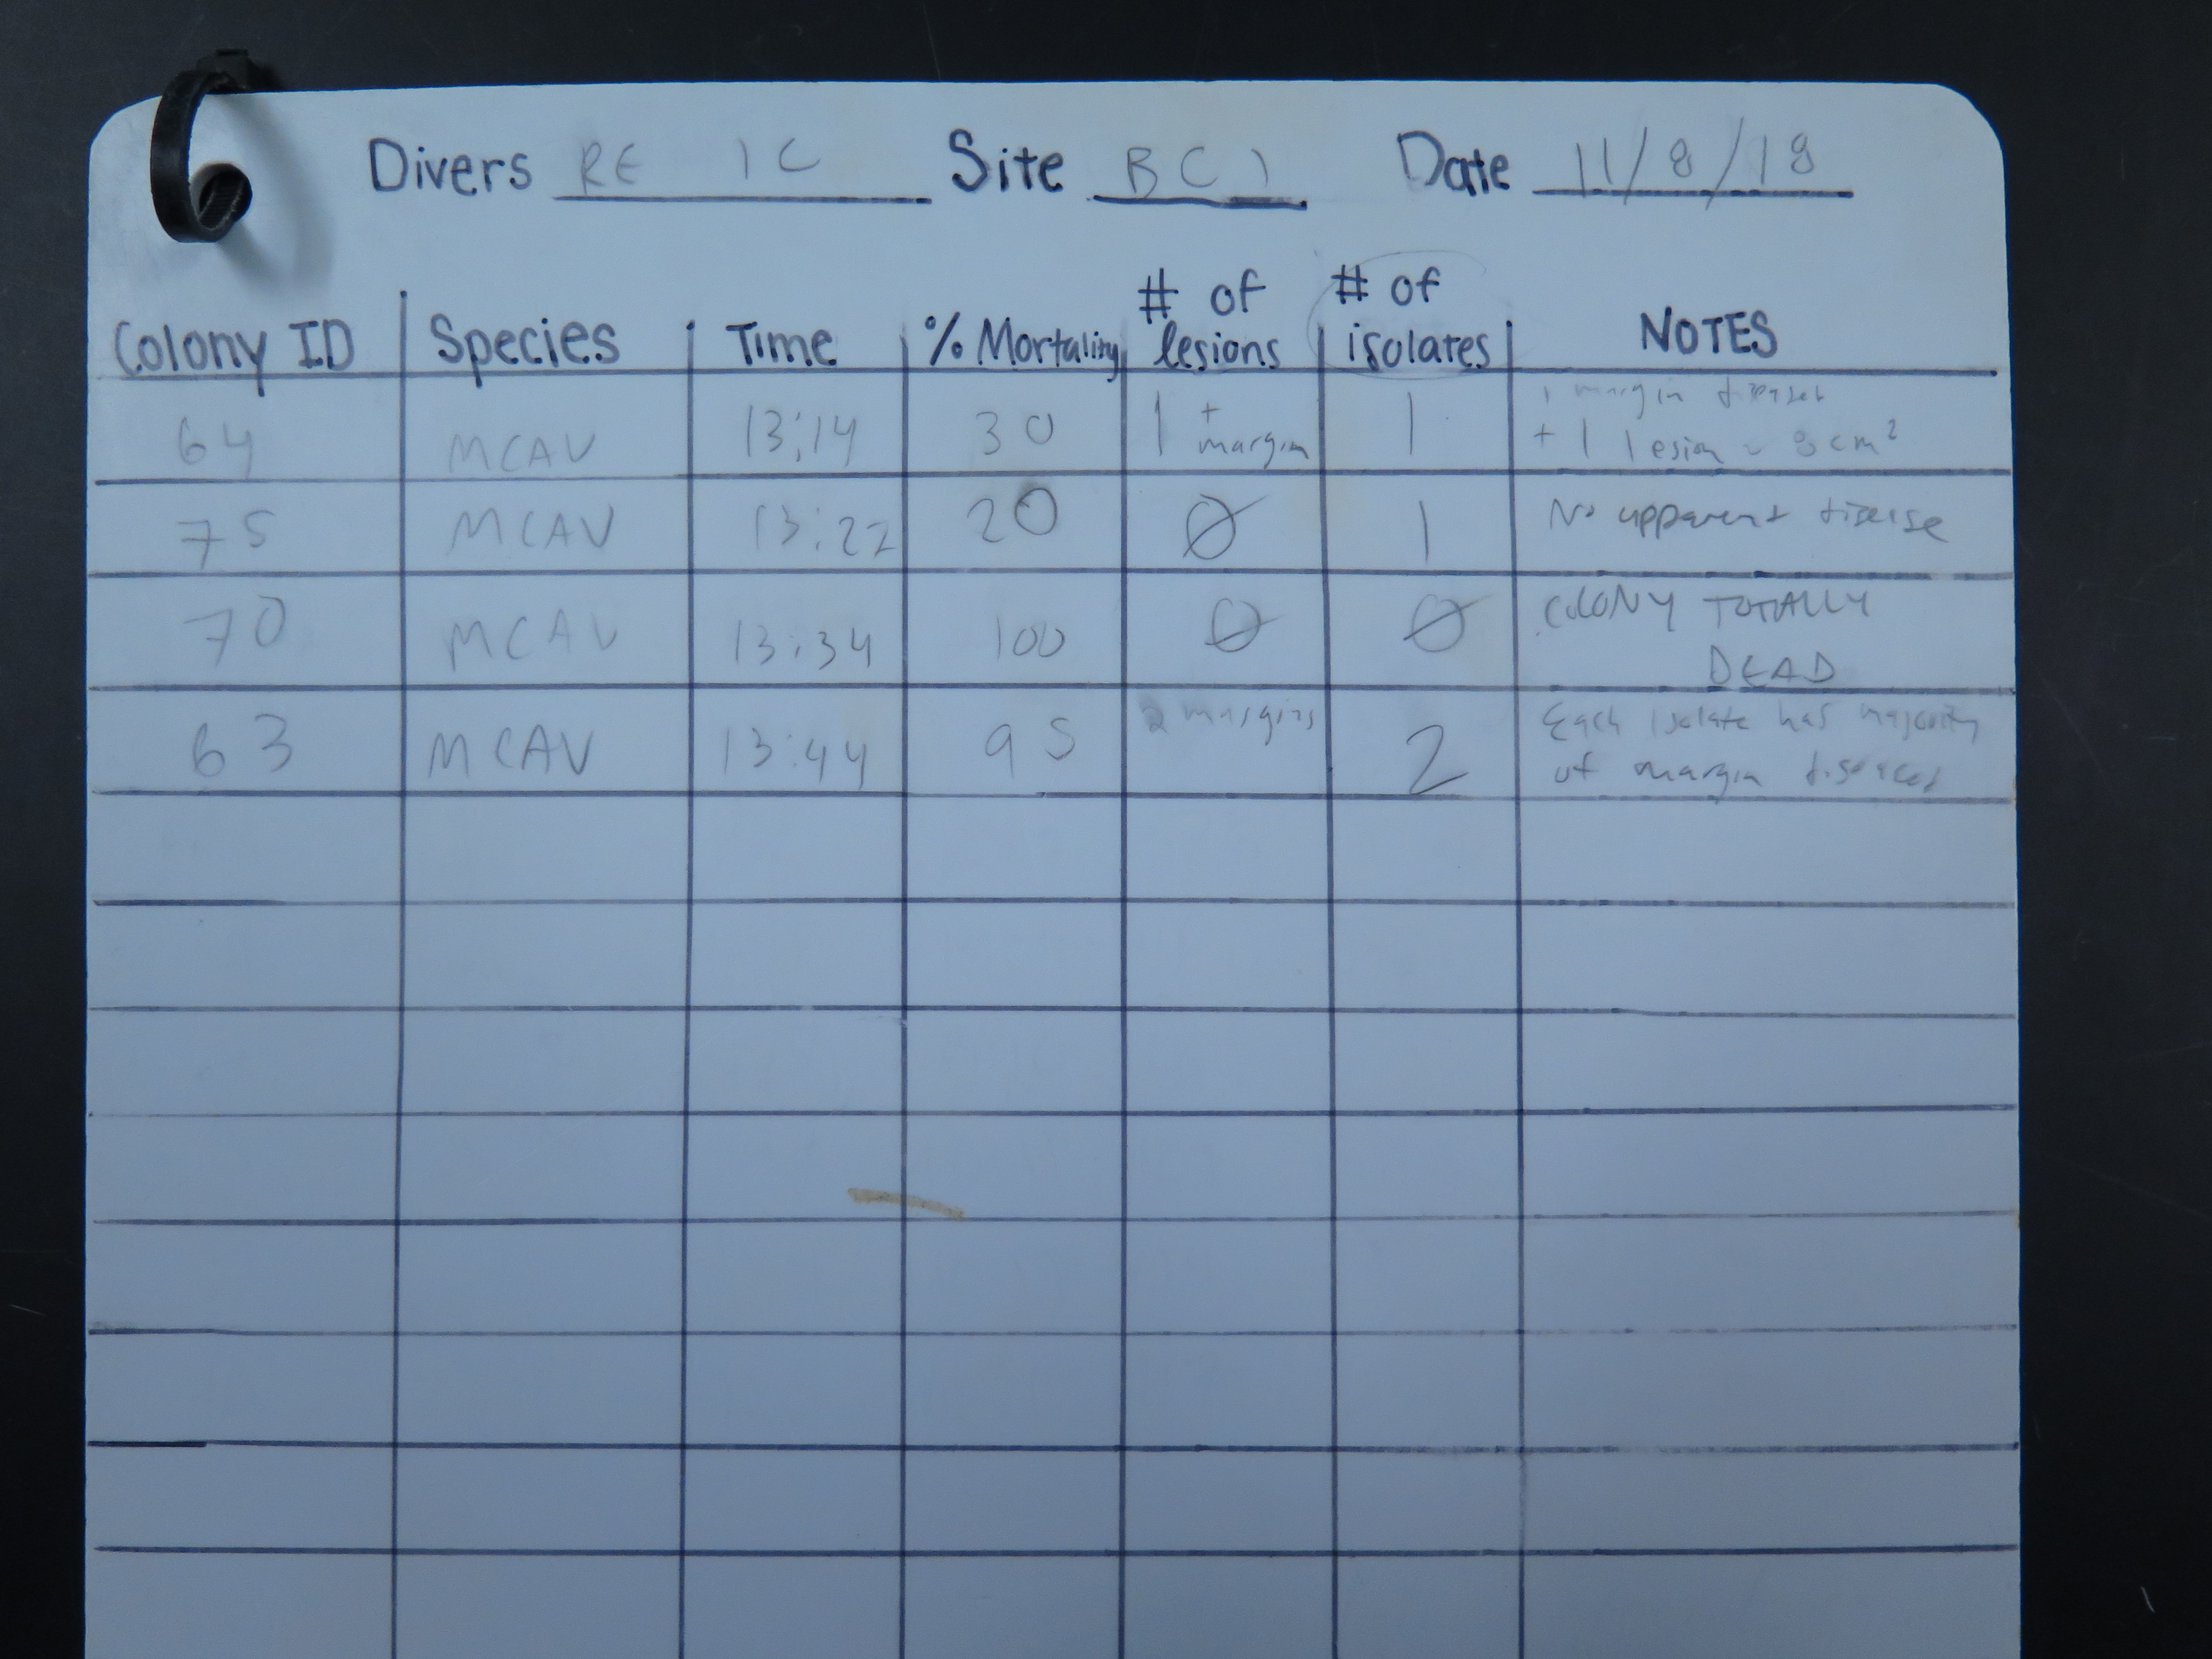 Divers RE IC Site BC1 Date 11/8/18
Colony ID Species Time % Mortality # of lesions # of isolates NOTES
64 MCAV 13:14 30 1 + margin 1 1 margin diseased
+ 1 lesion ~ 8cm²
75 MCAV 13:22 20 Ø 1 No apparent disease
70 MCAV 13:34 100 Ø Ø COLONY TOTALLY
DEAD
63 MCAV 13:44 95 2 margins 2 Each isolate has majority
of margin diseased